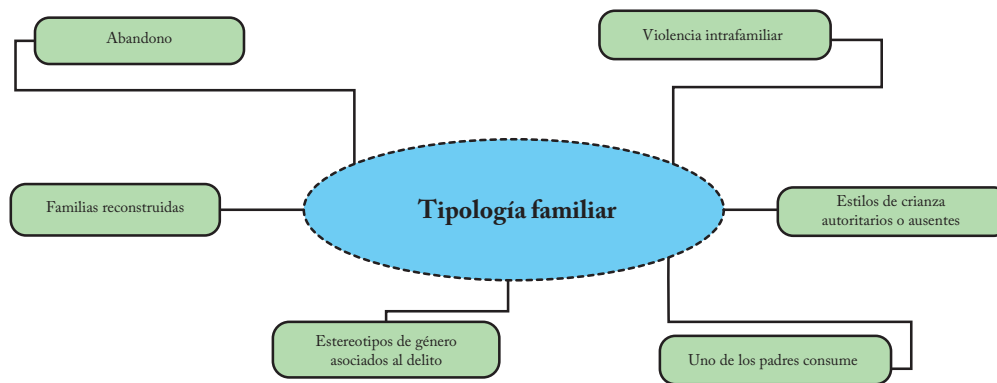 Abandono
Violencia intrafamiliar
Familias reconstruidas
Tipología familiar
Estilos de crianza
autoritarios o ausentes
Estereotipos de género
asociados al delito
Uno de los padres consume